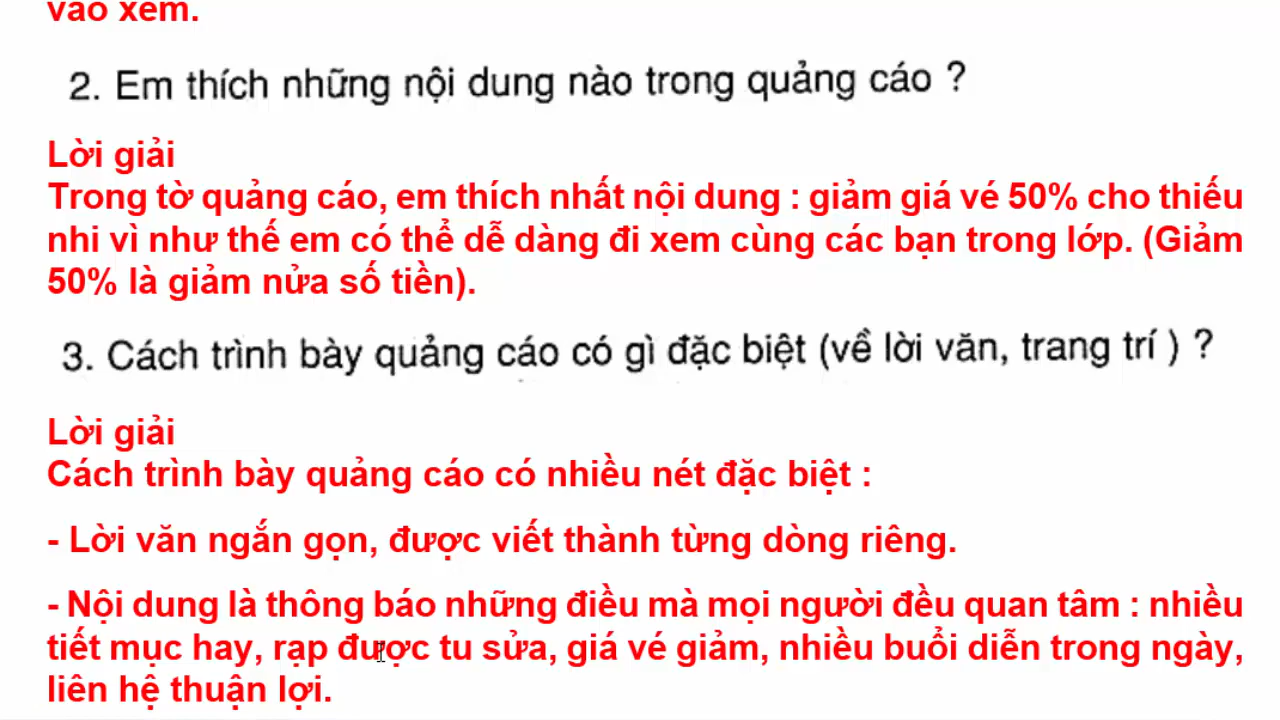 vào xem.
2. Em thích những nội dung nào trong quảng cáo ?
Lời giải
Trong tờ quảng cáo, em thích nhất nội dung : giảm giá vé 50% cho thiếu
nhi vì như thế em có thể dễ dàng đi xem cùng các bạn trong lớp. (Giảm
50% là giảm nửa số tiền).
3. Cách trình bày quảng cáo có gì đặc biệt (về lời văn, trang trí ) ?
Lời giải
Cách trình bày quảng cáo có nhiều nét đặc biệt :
- Lời văn ngắn gọn, được viết thành từng dòng riêng.
- Nội dung là thông báo những điều mà mọi người đều quan tâm : nhiều
tiết mục hay, rạp được tu sửa, giá vé giảm, nhiều buổi diễn trong ngày,
liên hệ thuận lợi.